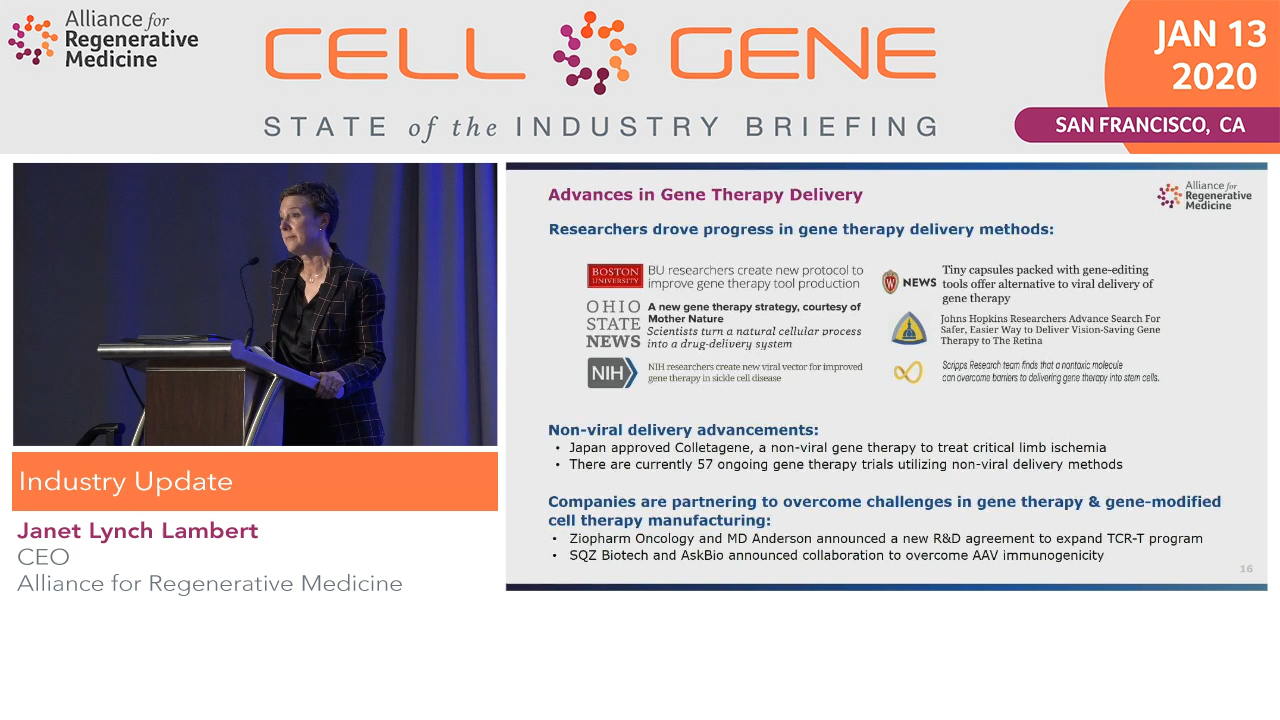 Alliance for
Regenerative
Medicine
CELL GENE
STATE of the INDUSTRY BRIEFING
JAN 13
2020
SAN FRANCISCO, CA
Advances in Gene Therapy Delivery
Alliance for
Regenerative
Medicine
Researchers drove progress in gene therapy delivery methods:
BOSTON
UNIVERSITY
BU researchers create new protocol to
improve gene therapy tool production
W NEWS
Tiny capsules packed with gene-editing
tools offer alternative to viral delivery of
gene therapy
OHIO
STATE
NEWS
A new gene therapy strategy, courtesy of
Mother Nature
Scientists turn a natural cellular process
into a drug-delivery system
Johns Hopkins Researchers Advance Search For
Safer, Easier Way to Deliver Vision-Saving Gene
Therapy to The Retina
NIH
NIH researchers create new viral vector for improved
gene therapy in sickle cell disease
Scripps Research team finds that a nontaxic molecule
can overcome barriers to delivering gene therapy into stem cells.
Non-viral delivery advancements:
• Japan approved Colletagene, a non-viral gene therapy to treat critical limb ischemia
• There are currently 57 ongoing gene therapy trials utilizing non-viral delivery methods
Companies are partnering to overcome challenges in gene therapy & gene-modified
cell therapy manufacturing:
• Ziopharm Oncology and MD Anderson announced a new R&D agreement to expand TCR-T program
• SQZ Biotech and AskBio announced collaboration to overcome AAV immunogenicity
16
Industry Update
Janet Lynch Lambert
CEO
Alliance for Regenerative Medicine